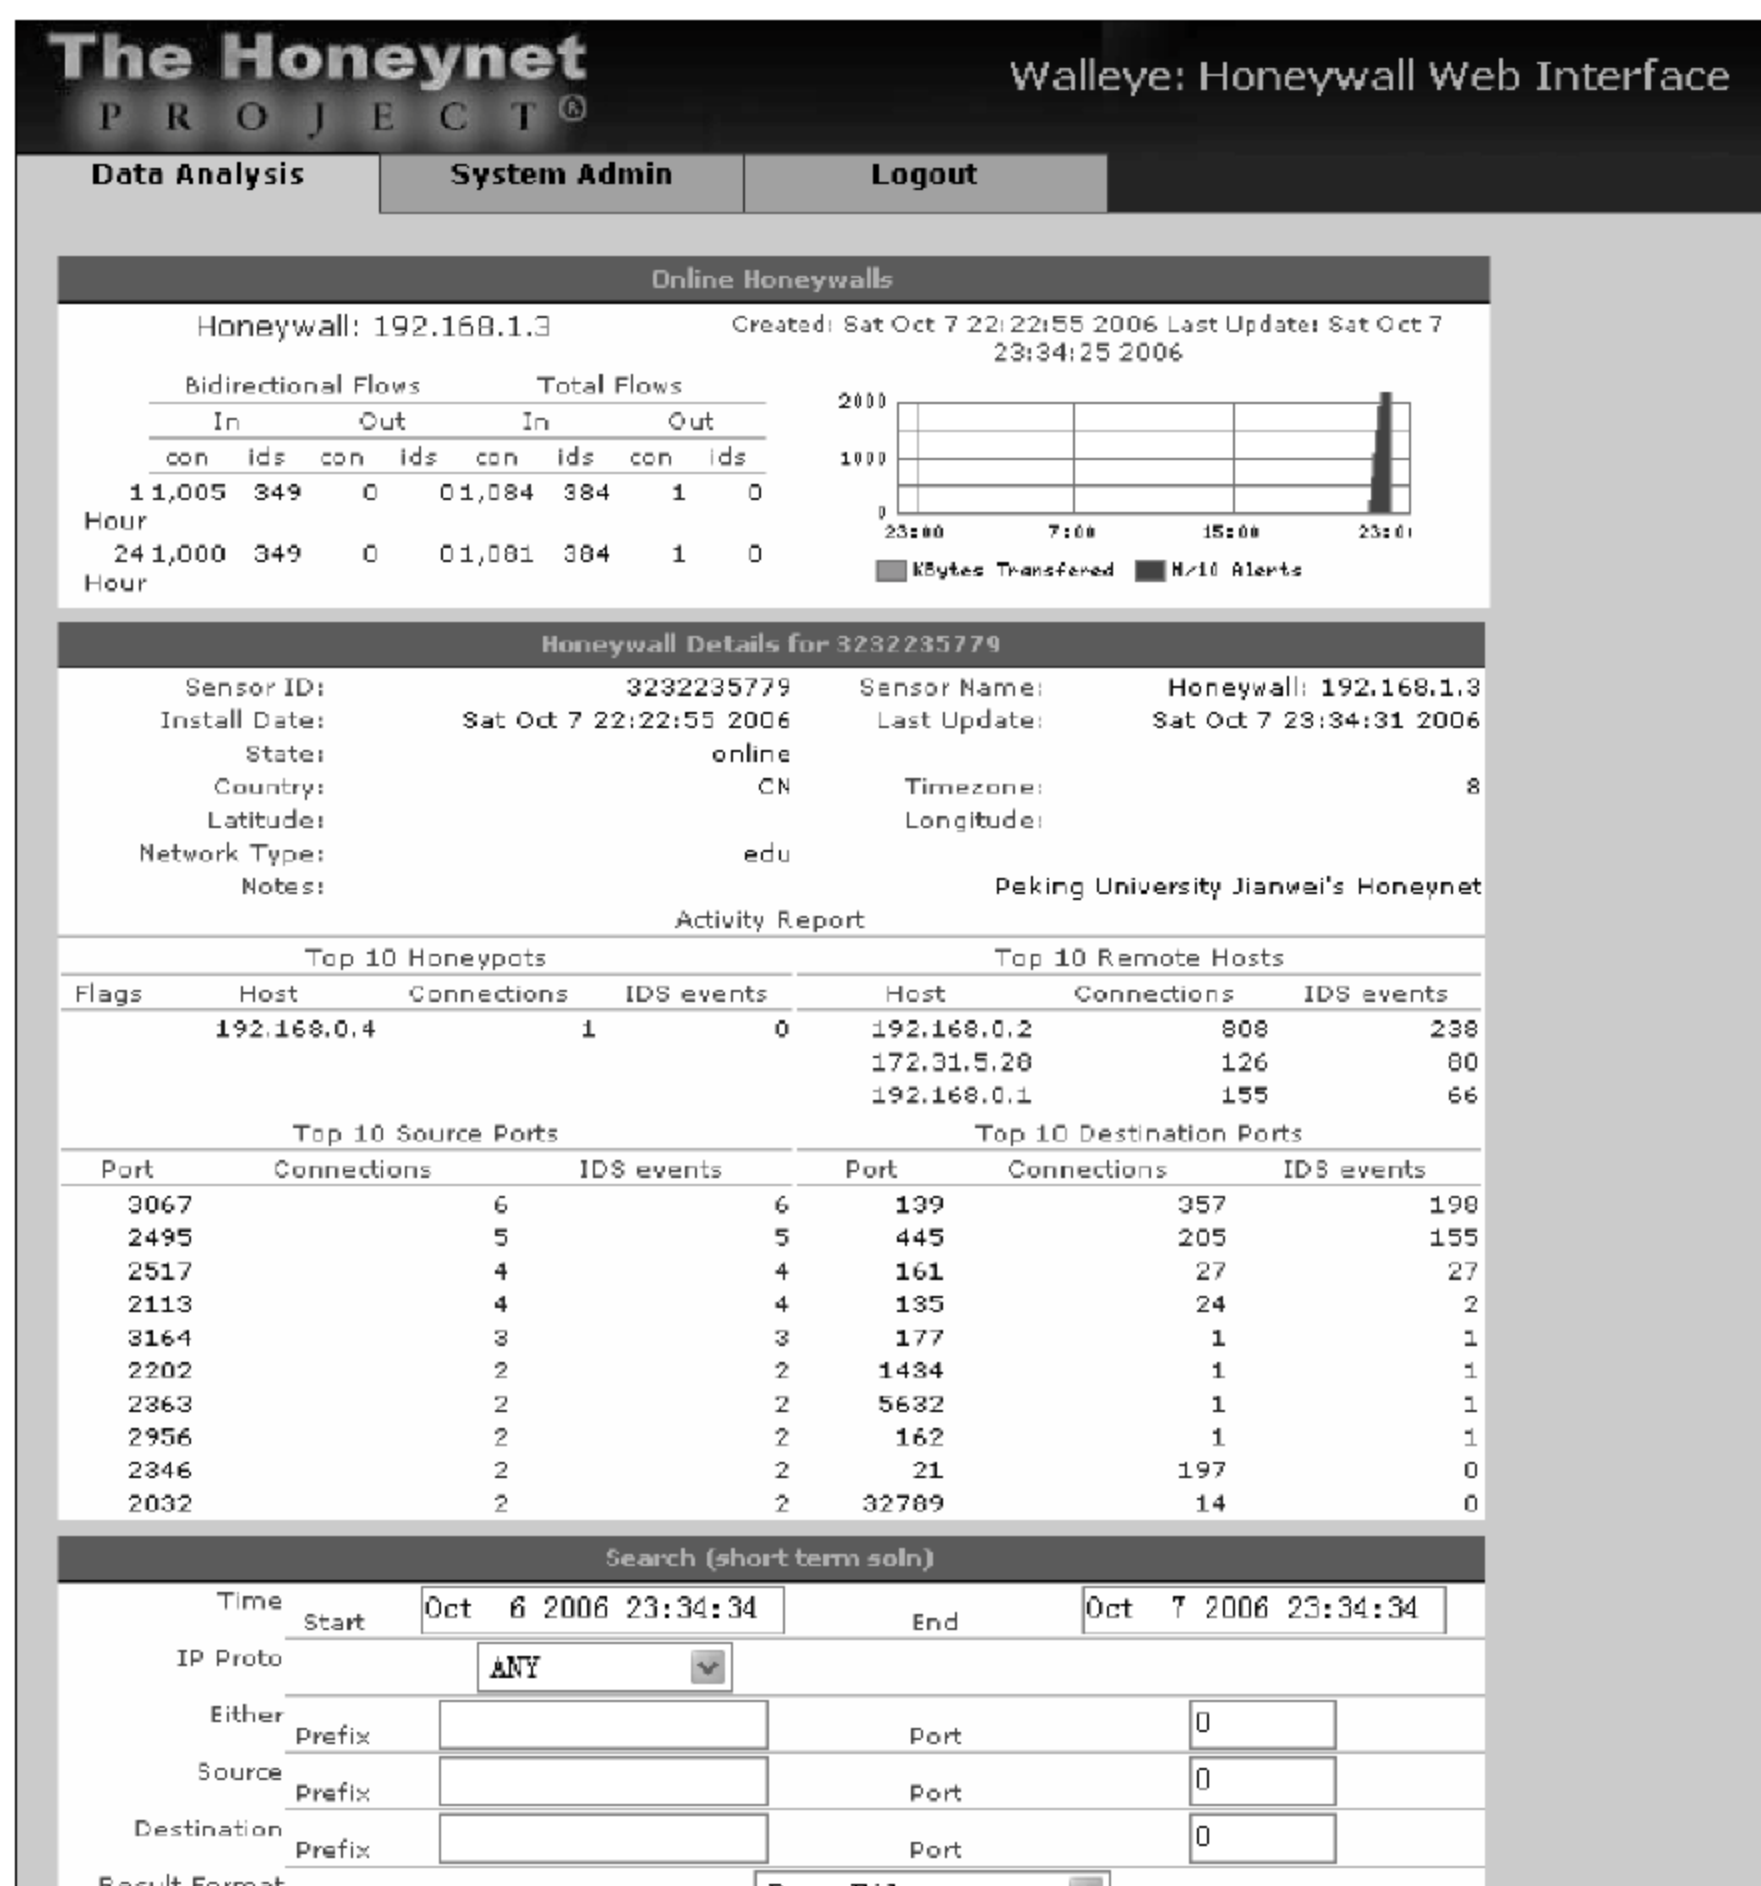 The Honeynet
PROJECT®
Walleye: Honeywall Web Interface
Data Analysis System Admin Logout
Online Honeywalls
Honeywall: 192.168.1.3
Created: Sat Oct 7 22:22:55 2006 Last Update: Sat Oct 7
23:34:25 2006
Bidirectional Flows Total Flows
In Out In Out
con ids con ids con ids con ids
1 1,005 349 0 0 1,084 384 1 0
Hour
24 1,000 349 0 0 1,081 384 1 0
Hour
2000
1000
0
23:00 7:00 15:00
KBytes Transfered N/10 Alerts
Honeywall Details for 3232235779
Sensor ID: 3232235779 Sensor Name: Honeywall: 192.168.1.3
Install Date: Sat Oct 7 22:22:55 2006 Last Update: Sat Oct 7 23:34:31 2006
State: online
Country: CN Timezone: 8
Latitude: Longitude:
Network Type: edu
Notes: Peking University Jianwei's Honeynet
Activity Report
Top 10 Honeypots Top 10 Remote Hosts
Flags Host Connections IDS events Host Connections IDS events
192.168.0.4 1 0 192.168.0.2 808 238
172.31.5.28 126 80
192.168.0.1 155 66
Top 10 Source Ports Top 10 Destination Ports
Port Connections IDS events Port Connections IDS events
3067 6 6 139 357 198
2495 5 5 445 205 155
2517 4 4 161 27 27
2113 4 4 135 24 2
3164 3 3 177 1 1
2202 2 2 1434 1 1
2363 2 2 5632 1 1
2956 2 2 162 1 1
2346 2 2 21 197 0
2032 2 2 32789 14 0
Search (short term soln)
Time Start Oct 6 2006 23:34:34 End Oct 7 2006 23:34:34
IP Proto ANY
Either Prefix Port 0
Source Prefix Port 0
Destination Prefix Port 0
Result Format